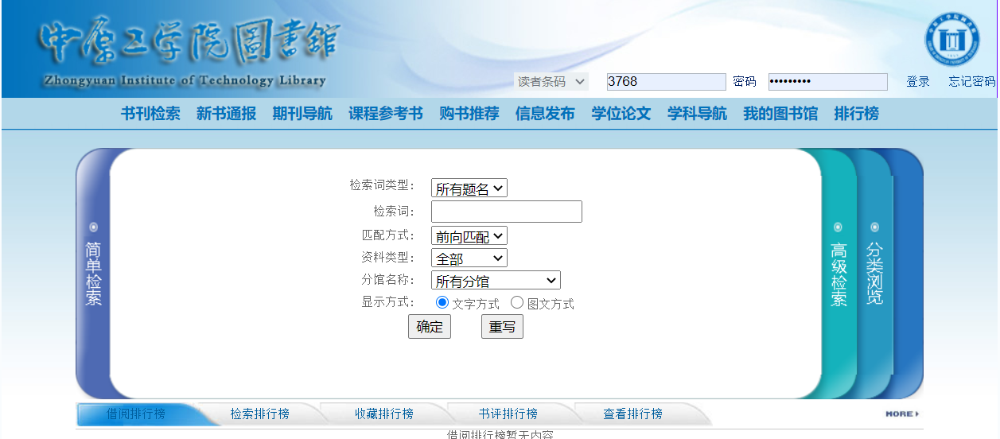 中原工学院圖書館
Zhongyuan Institute of Technology Library
读者条码 3768 密码 ••••••••• 登录 忘记密码
书刊检索 新书通报 期刊导航 课程参考书 购书推荐 信息发布 学位论文 学科导航 我的图书馆 排行榜
简单检索
检索词类型： 所有题名
检索词：
匹配方式： 前向匹配
资料类型： 全部
分馆名称： 所有分馆
显示方式： 文字方式 图文方式
确定 重写
高级检索
分类浏览
借阅排行榜 检索排行榜 收藏排行榜 书评排行榜 查看排行榜 MORE
借阅排行榜暂无内容